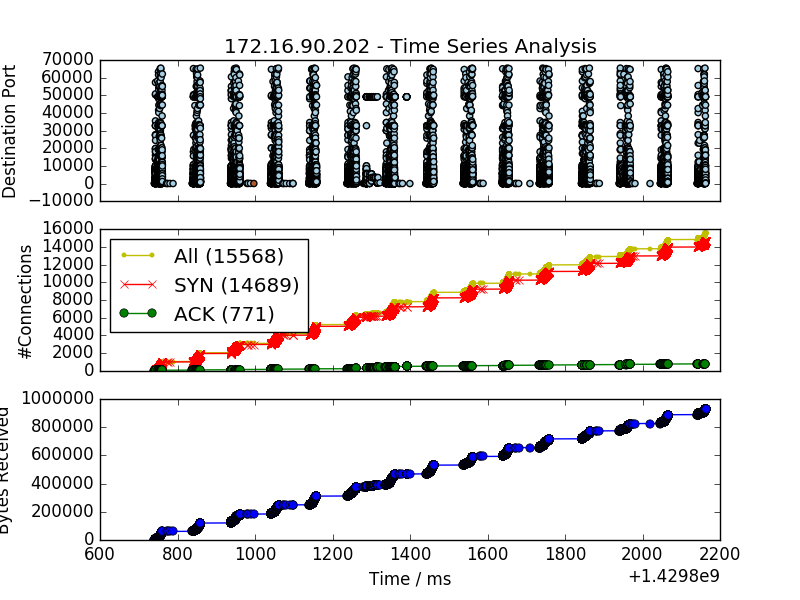 172.16.90.202 - Time Series Analysis
70000
60000
50000
40000
30000
20000
10000
0
−10000
Destination Port
16000
14000
12000
10000
8000
6000
4000
2000
0
#Connections
All (15568)
SYN (14689)
ACK (771)
1000000
800000
600000
400000
200000
0
Bytes Received
600 800 1000 1200 1400 1600 1800 2000 2200
Time / ms
+1.4298e9